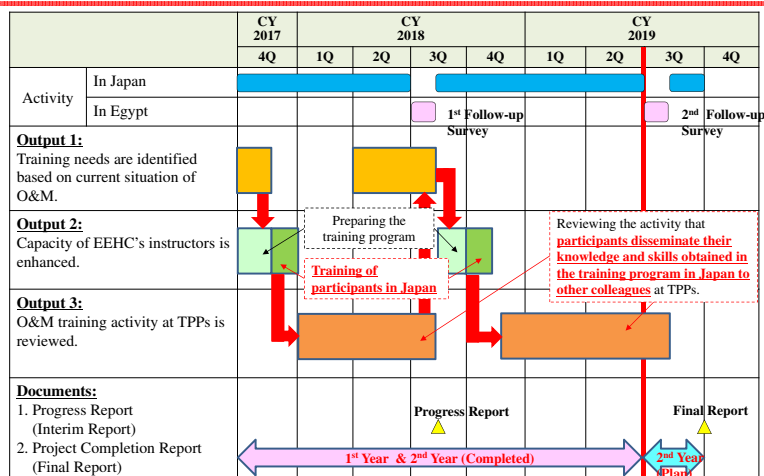 CY
2017
CY
2018
CY
2019
4Q
1Q
2Q
3Q
4Q
1Q
2Q
3Q
4Q
Activity
In Japan
In Egypt
1st Follow-up
Survey
2nd Follow-up
Survey
Output 1:
Training needs are identified
based on current situation of
O&M.
Output 2:
Capacity of EEHC's instructors is
enhanced.
Preparing the
training program
Training of
participants in Japan
Reviewing the activity that
participants disseminate their
knowledge and skills obtained in
the training program in Japan to
other colleagues at TPPs.
Output 3:
O&M training activity at TPPs is
reviewed.
Documents:
1. Progress Report
(Interim Report)
2. Project Completion Report
(Final Report)
Progress Report
Final Report
1st Year & 2nd Year (Completed)
2nd Year
(Plan)